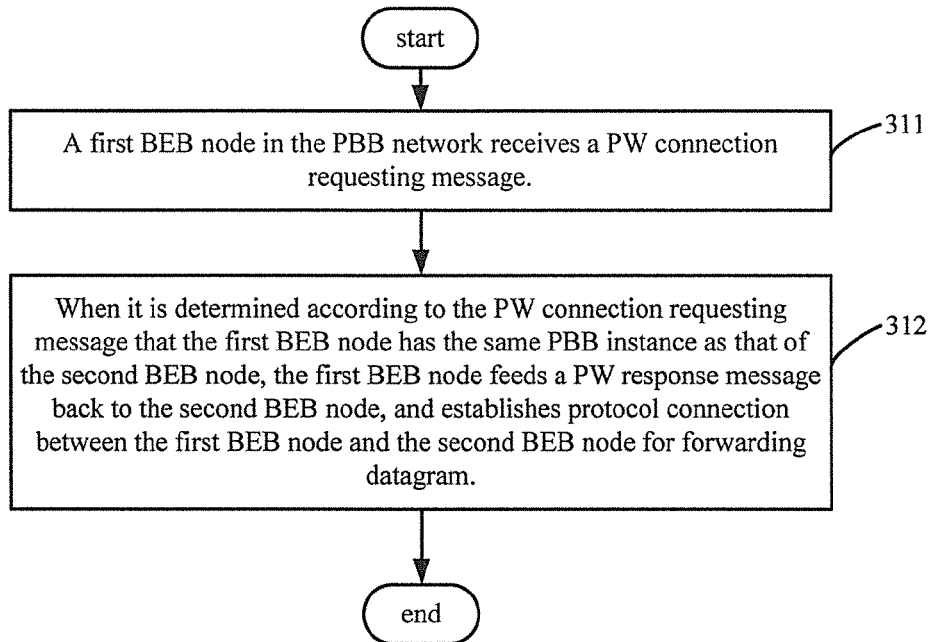 start
A first BEB node in the PBB network receives a PW connection
requesting message.
311
When it is determined according to the PW connection requesting
message that the first BEB node has the same PBB instance as that of
the second BEB node, the first BEB node feeds a PW response message
back to the second BEB node, and establishes protocol connection
between the first BEB node and the second BEB node for forwarding
datagram.
312
end